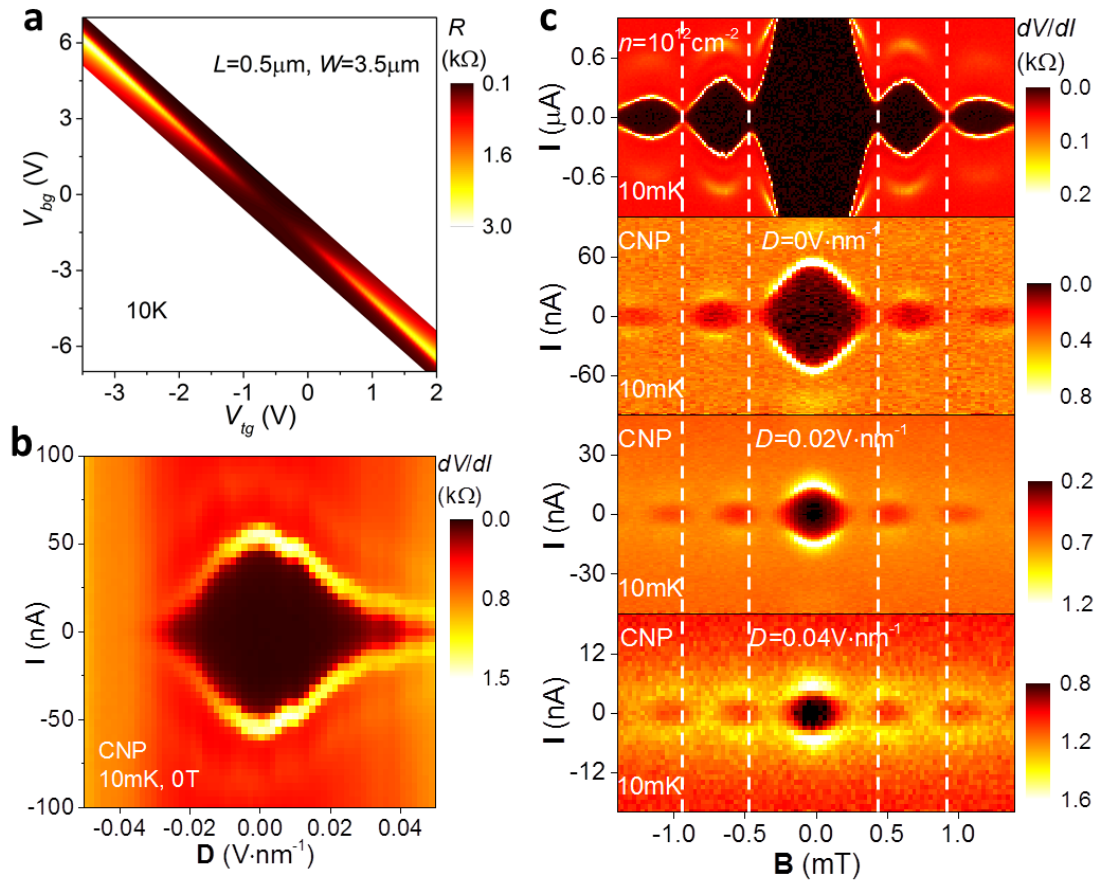 a
L=0.5μm, W=3.5μm
10K
6
3
0
-3
-6
V_bg (V)
-3 -2 -1 0 1 2
V_tg (V)
R
(kΩ)
0.1
1.6
3.0
b
100
50
0
-50
-100
I (nA)
CNP
10mK, 0T
-0.04 -0.02 0.00 0.02 0.04
D (V·nm⁻¹)
dV/dI
(kΩ)
0.0
0.8
1.5
c
n=10¹²cm⁻²
10mK
0.6
0.0
-0.6
I (μA)
dV/dI
(kΩ)
0.0
0.1
0.2
CNP
D=0V·nm⁻¹
10mK
60
0
-60
I (nA)
0.0
0.4
0.8
CNP
D=0.02V·nm⁻¹
10mK
30
0
-30
I (nA)
0.2
0.7
1.2
CNP
D=0.04V·nm⁻¹
10mK
12
0
-12
I (nA)
0.8
1.2
1.6
-1.0 -0.5 0.0 0.5 1.0
B (mT)